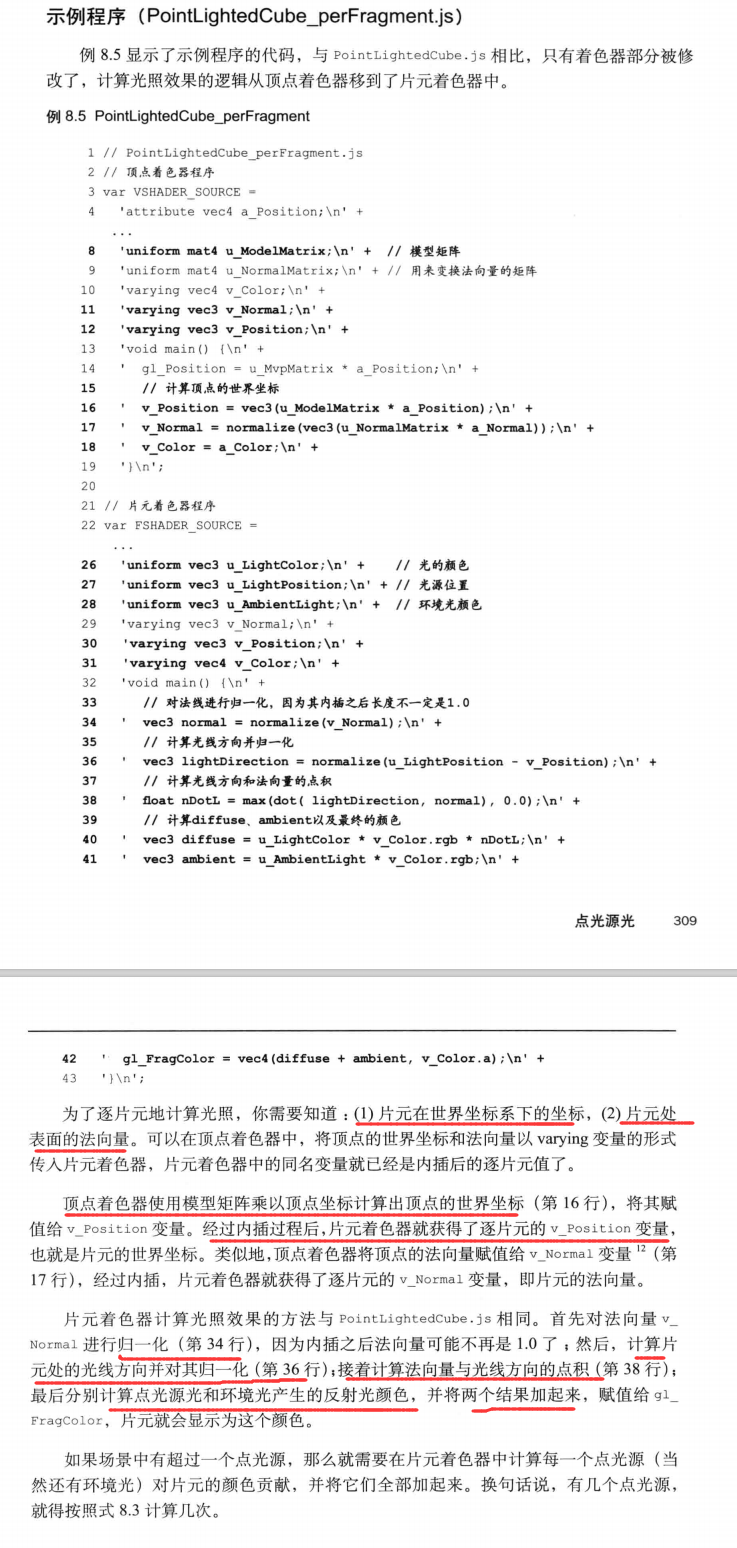 示例程序（PointLightedCube_perFragment.js）
例 8.5 显示了示例程序的代码，与 PointLightedCube.js 相比，只有着色器部分被修
改了，计算光照效果的逻辑从顶点着色器移到了片元着色器中。
例 8.5 PointLightedCube_perFragment
1 // PointLightedCube_perFragment.js
2 // 顶点着色器程序
3 var VSHADER_SOURCE =
4 'attribute vec4 a_Position;\n' +
...
8 'uniform mat4 u_ModelMatrix;\n' + // 模型矩阵
9 'uniform mat4 u_NormalMatrix;\n' + // 用来变换法向量的矩阵
10 'varying vec4 v_Color;\n' +
11 'varying vec3 v_Normal;\n' +
12 'varying vec3 v_Position;\n' +
13 'void main() {\n' +
14 ' gl_Position = u_MvpMatrix * a_Position;\n' +
15 // 计算顶点的世界坐标
16 ' v_Position = vec3(u_ModelMatrix * a_Position);\n' +
17 ' v_Normal = normalize(vec3(u_NormalMatrix * a_Normal));\n' +
18 ' v_Color = a_Color;\n' +
19 '}\n';
20
21 // 片元着色器程序
22 var FSHADER_SOURCE =
...
26 'uniform vec3 u_LightColor;\n' + // 光的颜色
27 'uniform vec3 u_LightPosition;\n' + // 光源位置
28 'uniform vec3 u_AmbientLight;\n' + // 环境光颜色
29 'varying vec3 v_Normal;\n' +
30 'varying vec3 v_Position;\n' +
31 'varying vec4 v_Color;\n' +
32 'void main() {\n' +
33 // 对法线进行归一化，因为其内插之后长度不一定是1.0
34 ' vec3 normal = normalize(v_Normal);\n' +
35 // 计算光线方向并归一化
36 ' vec3 lightDirection = normalize(u_LightPosition - v_Position);\n' +
37 // 计算光线方向和法向量的点积
38 ' float nDotL = max(dot( lightDirection, normal), 0.0);\n' +
39 // 计算diffuse、ambient以及最终的颜色
40 ' vec3 diffuse = u_LightColor * v_Color.rgb * nDotL;\n' +
41 ' vec3 ambient = u_AmbientLight * v_Color.rgb;\n' +
点光源光 309
42 ' gl_FragColor = vec4(diffuse + ambient, v_Color.a);\n' +
43 '}\n';
为了逐片元地计算光照，你需要知道：(1) 片元在世界坐标系下的坐标，(2) 片元处
表面的法向量。可以在顶点着色器中，将顶点的世界坐标和法向量以 varying 变量的形式
传入片元着色器，片元着色器中的同名变量就已经是内插后的逐片元值了。
顶点着色器使用模型矩阵乘以顶点坐标计算出顶点的世界坐标（第 16 行），将其赋
值给 v_Position 变量。经过内插过程后，片元着色器就获得了逐片元的 v_Position 变量，
也就是片元的世界坐标。类似地，顶点着色器将顶点的法向量赋值给 v_Normal 变量 12（第
17 行），经过内插，片元着色器就获得了逐片元的 v_Normal 变量，即片元的法向量。
片元着色器计算光照效果的方法与 PointLightedCube.js 相同。首先对法向量 v_
Normal 进行归一化（第 34 行），因为内插之后法向量可能不再是 1.0 了；然后，计算片
元处的光线方向并对其归一化（第 36 行）；接着计算法向量与光线方向的点积（第 38 行）；
最后分别计算点光源光和环境光产生的反射光颜色，并将两个结果加起来，赋值给 gl_
FragColor，片元就会显示为这个颜色。
如果场景中有超过一个点光源，那么就需要在片元着色器中计算每一个点光源（当
然还有环境光）对片元的颜色贡献，并将它们全部加起来。换句话说，有几个点光源，
就得按照式 8.3 计算几次。